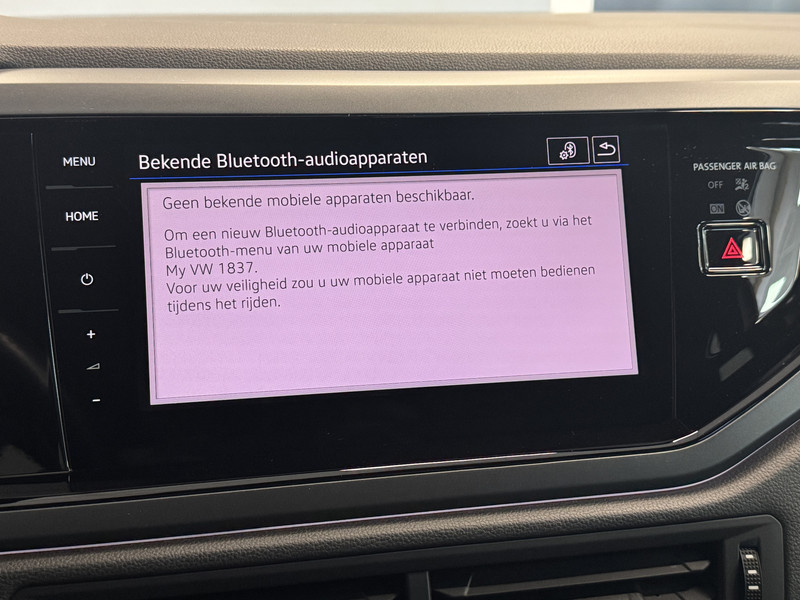 MENU
HOME
+
-
Bekende Bluetooth-audioapparaten
Geen bekende mobiele apparaten beschikbaar.
Om een nieuw Bluetooth-audioapparaat te verbinden, zoekt u via het
Bluetooth-menu van uw mobiele apparaat
My VW 1837.
Voor uw veiligheid zou u uw mobiele apparaat niet moeten bedienen
tijdens het rijden.
PASSENGER AIR BAG
OFF